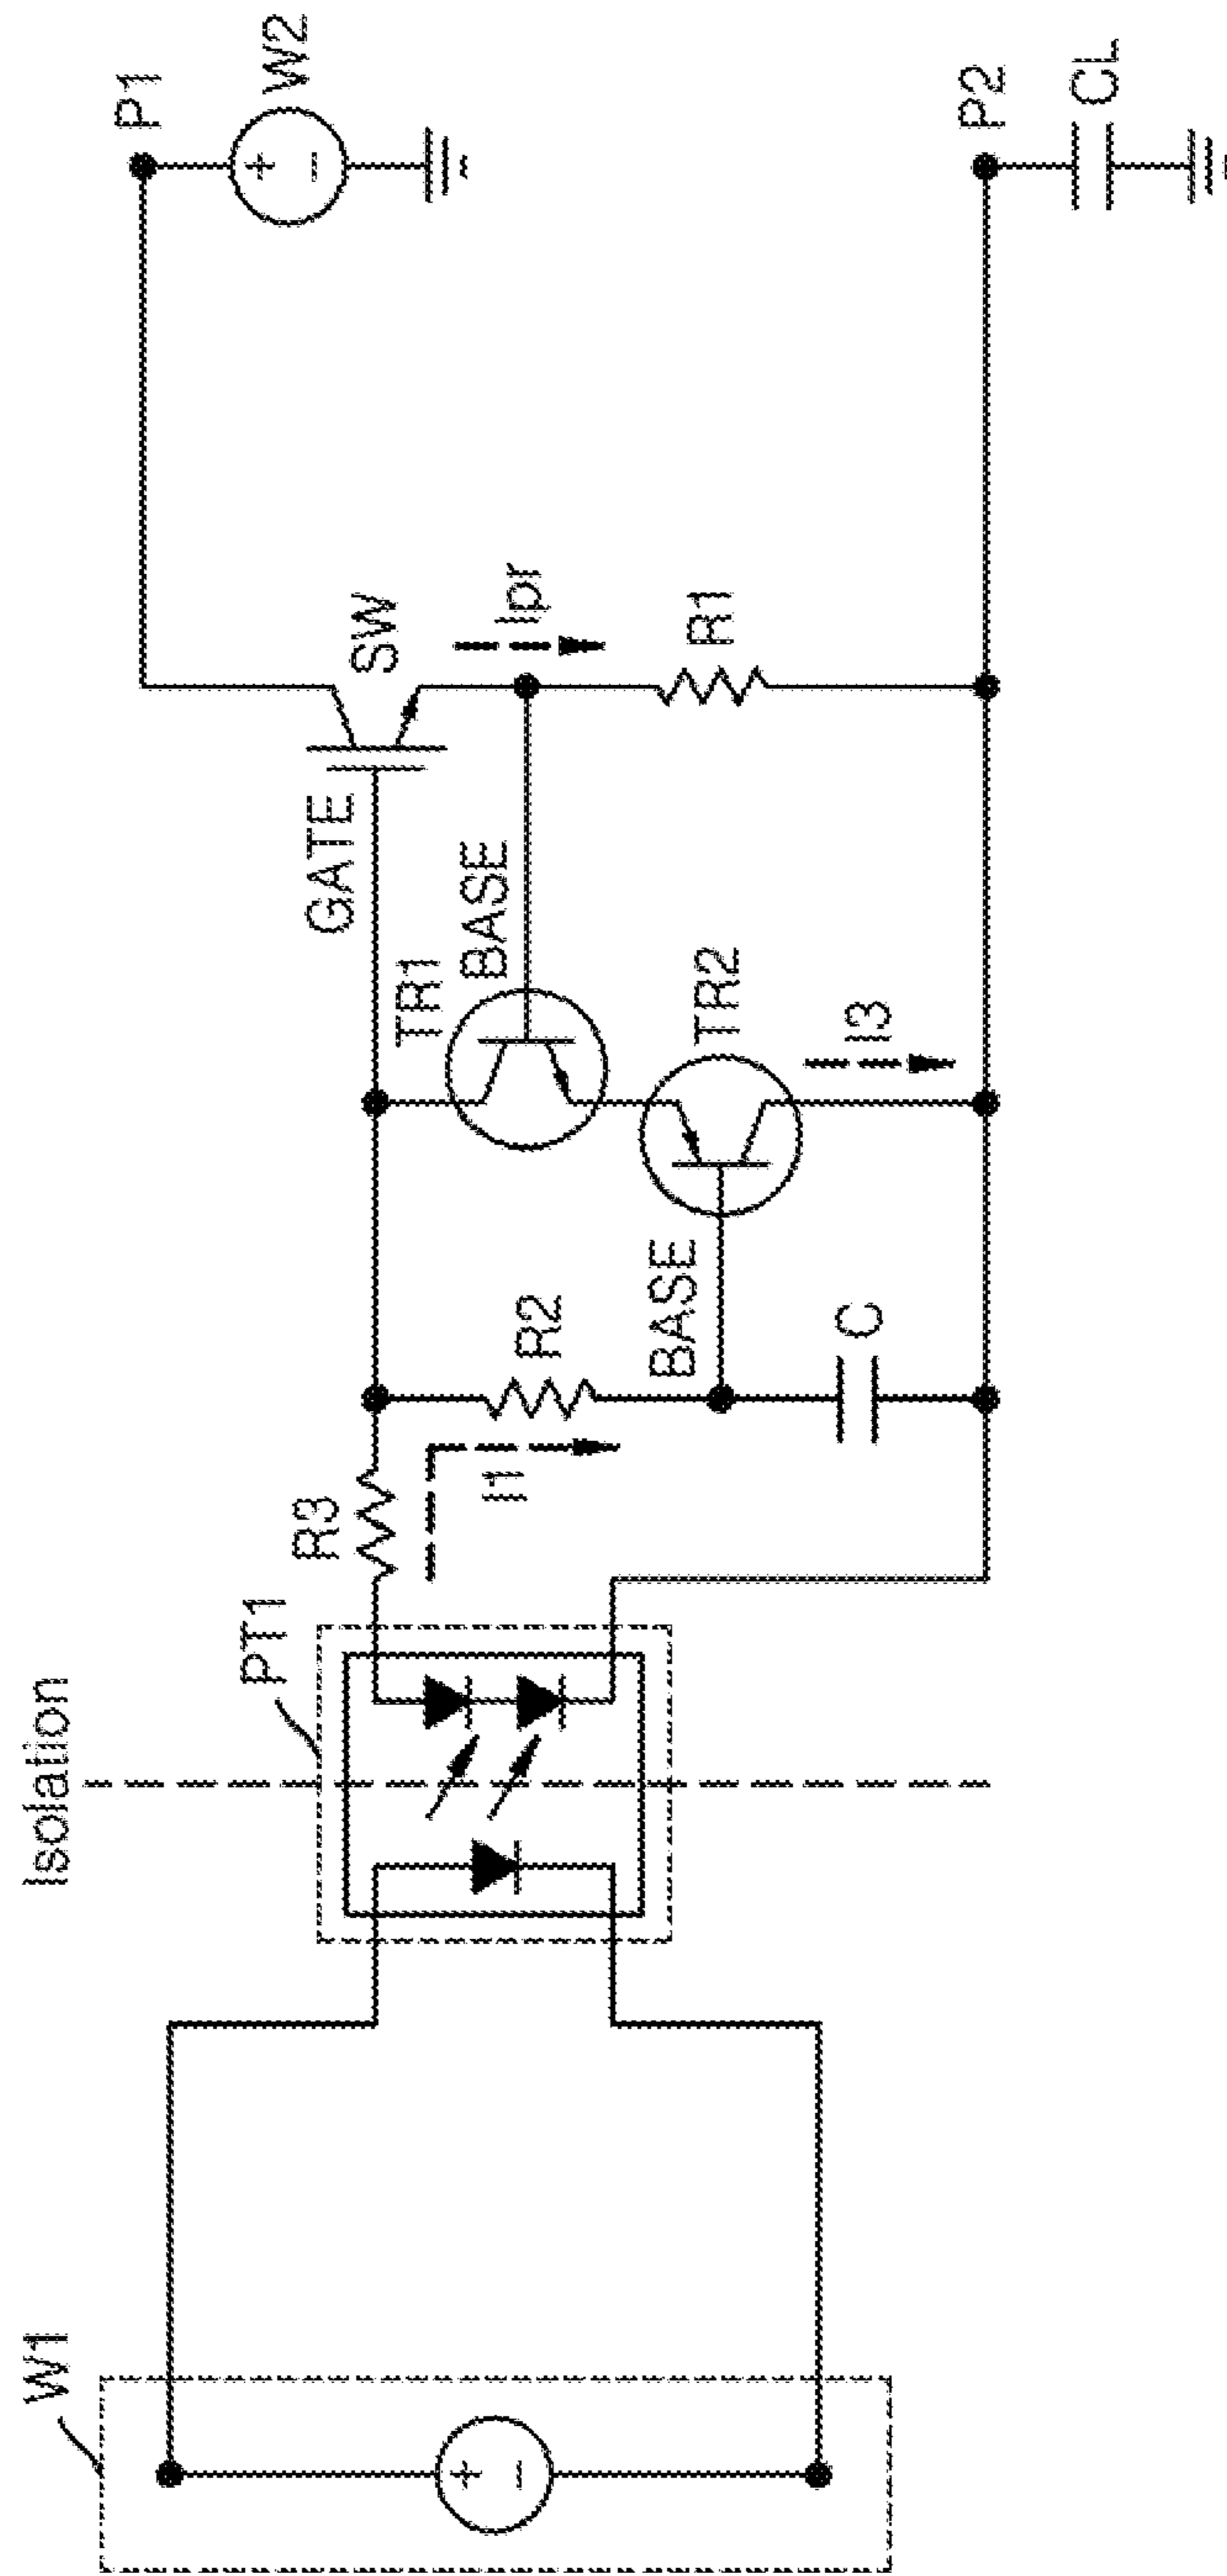 W1
+
−
Isolation
PT1
R3
I1
R2
BASE
C
TR1
BASE
TR2
I3
GATE
SW
Ipr
R1
P1
+
−
W2
P2
CL